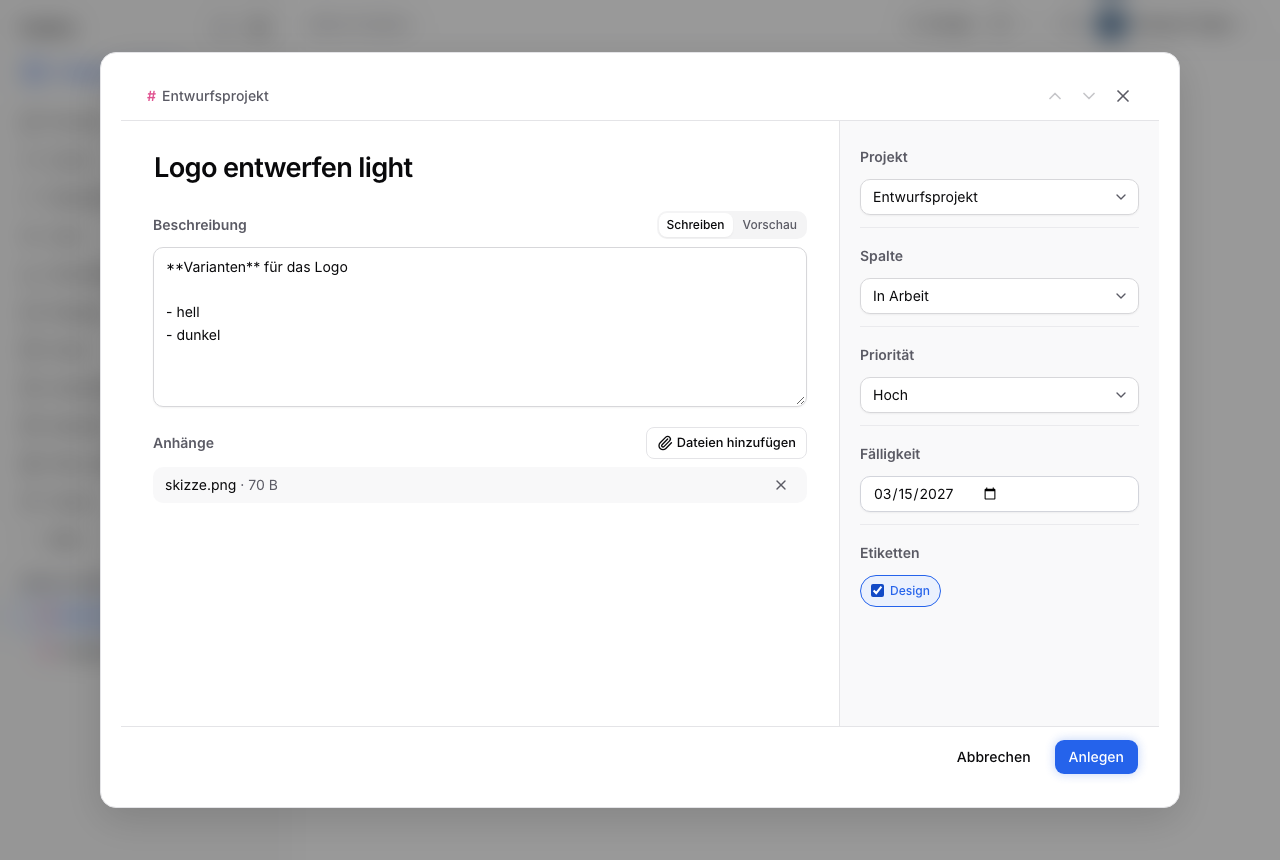 # Entwurfsprojekt
Logo entwerfen light
Beschreibung
Schreiben Vorschau
**Varianten** für das Logo
- hell
- dunkel
Anhänge
Dateien hinzufügen
skizze.png · 70 B
Projekt
Entwurfsprojekt
Spalte
In Arbeit
Priorität
Hoch
Fälligkeit
03/15/2027
Etiketten
Design
Abbrechen
Anlegen